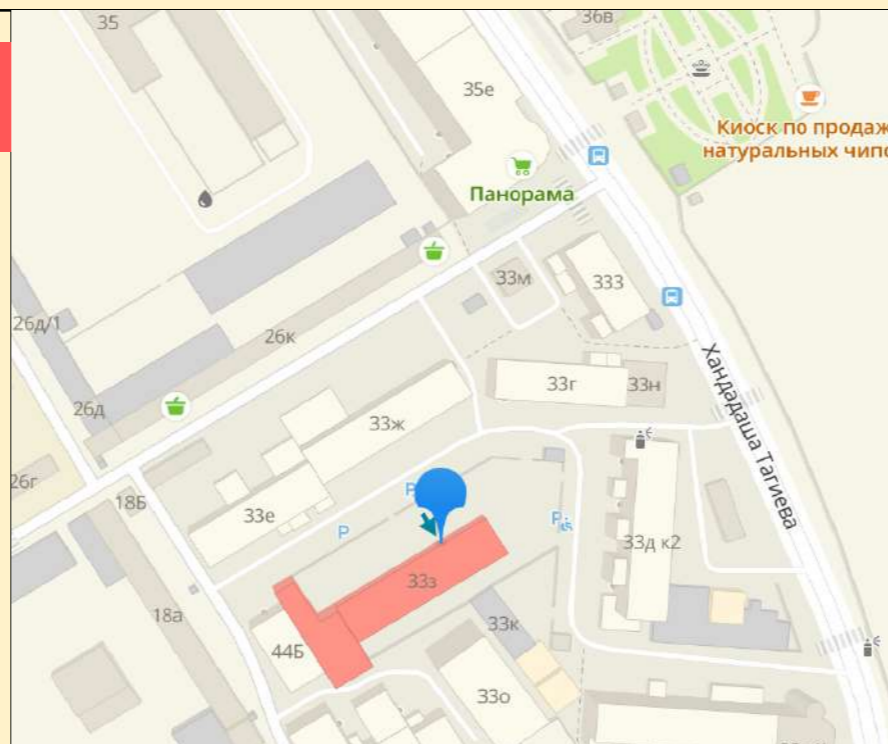 35
36в
35е
Киоск по продаж
натуральных чипс
Панорама
33м
333
26д/1
26к
33г
33н
26д
33ж
Хандадаша Тагиева
26г
18Б
33е
P
P
P
33д к2
33з
18а
33к
44Б
33о